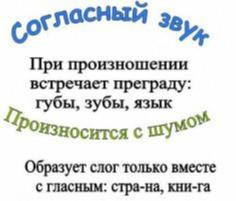 Согласный звук
При произношении
встречает преграду:
губы, зубы, язык
Произносится с шумом
Образует слог только вместе
с гласным: стра-на, кни-га